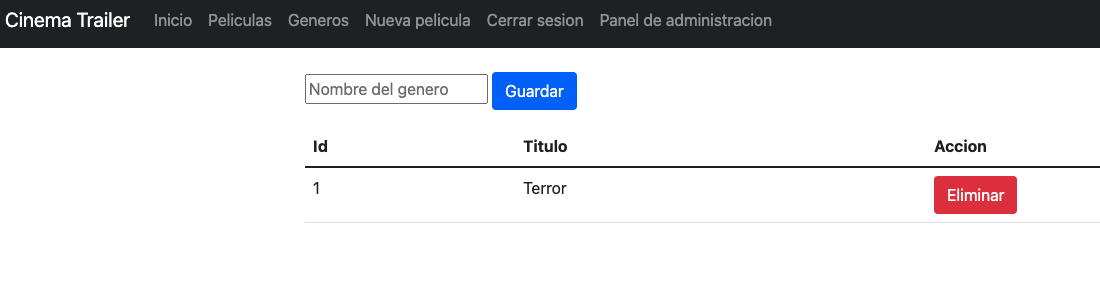 Cinema Trailer Inicio Peliculas Generos Nueva pelicula Cerrar sesion Panel de administracion
Nombre del genero Guardar
Id Titulo Accion
1 Terror Eliminar